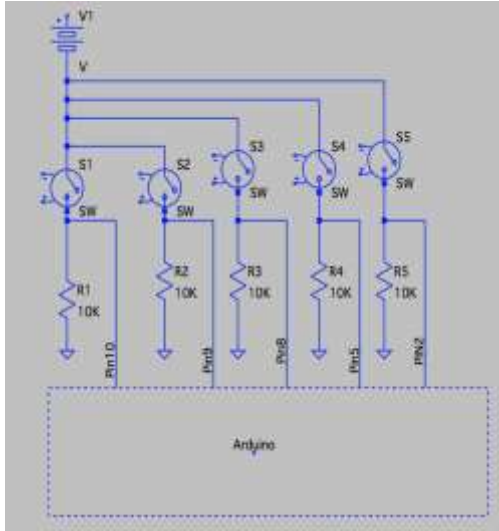 V1
V
S1
S2
S3
S4
S5
SW
SW
SW
SW
SW
R1
10K
R2
10K
R3
10K
R4
10K
R5
10K
Pin10
Pin9
Pin8
Pin5
PIN2
Arduino